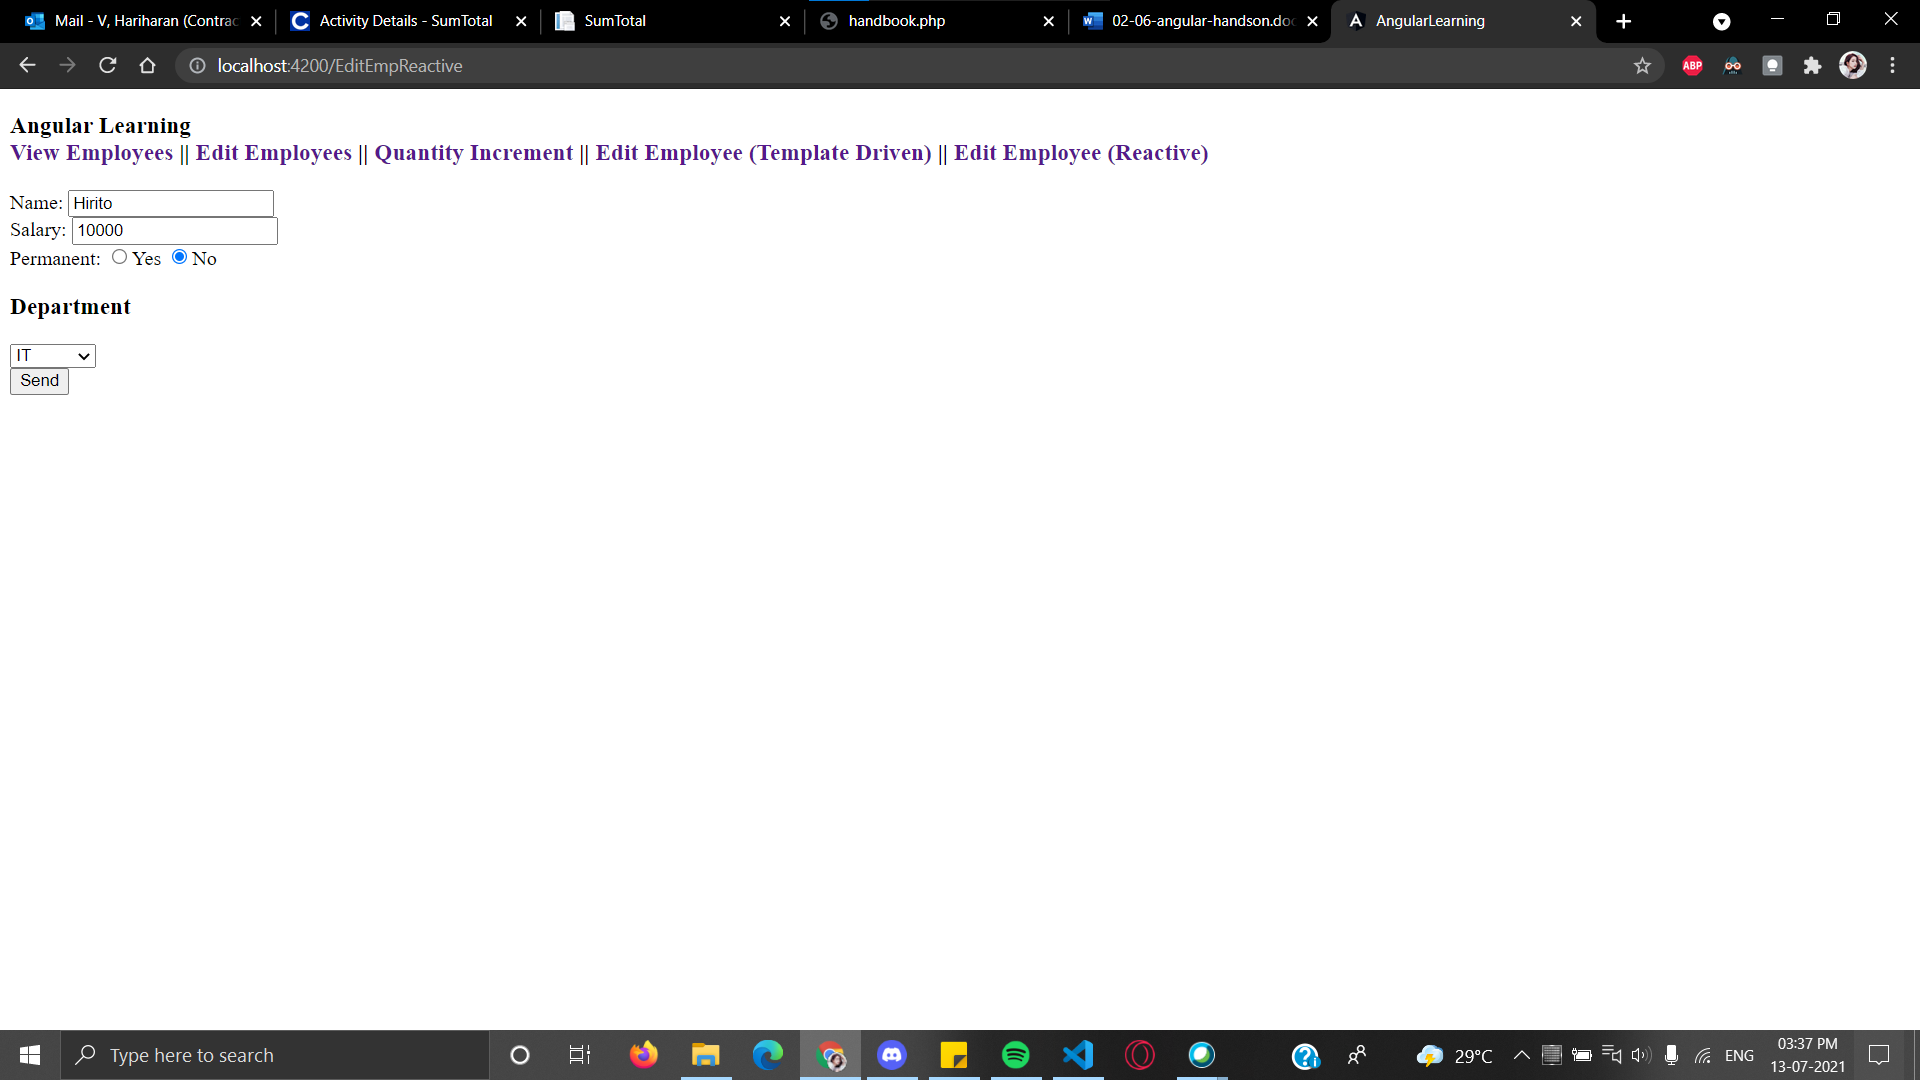 Mail - V, Hariharan (Contrac
Activity Details - SumTotal
SumTotal
handbook.php
02-06-angular-handson.doc
AngularLearning
localhost:4200/EditEmpReactive
ABP
Angular Learning
View Employees || Edit Employees || Quantity Increment || Edit Employee (Template Driven) || Edit Employee (Reactive)
Name: Hirito
Salary: 10000
Permanent: Yes No
Department
IT
Send
Type here to search
29°C
ENG
03:37 PM
13-07-2021